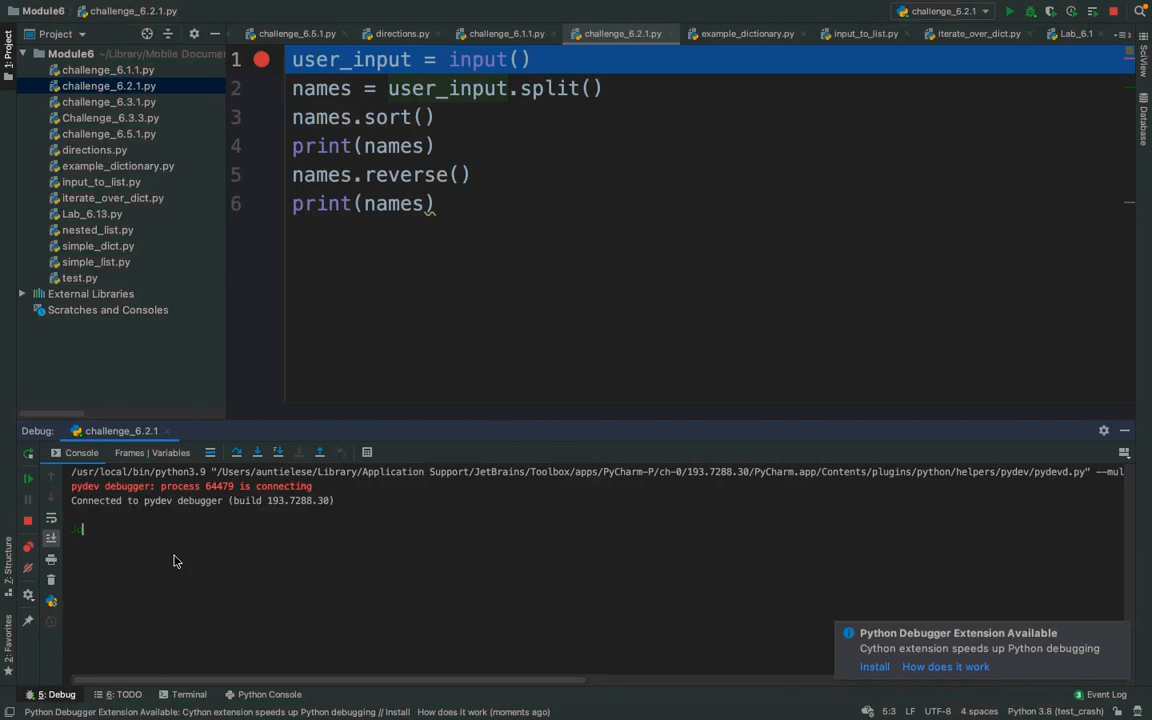 Module6 challenge_6.2.1.py
challenge_6.2.1
1: Project
Project
challenge_6.5.1.py directions.py challenge_6.1.1.py challenge_6.2.1.py example_dictionary.py input_to_list.py iterate_over_dict.py Lab_6.1
Module6 ~/Library/Mobile Docume
challenge_6.1.1.py
challenge_6.2.1.py
challenge_6.3.1.py
Challenge_6.3.3.py
challenge_6.5.1.py
directions.py
example_dictionary.py
input_to_list.py
iterate_over_dict.py
Lab_6.13.py
nested_list.py
simple_dict.py
simple_list.py
test.py
External Libraries
Scratches and Consoles
1 user_input = input()
2 names = user_input.split()
3 names.sort()
4 print(names)
5 names.reverse()
6 print(names)
SciView
Database
Debug: challenge_6.2.1
Console Frames | Variables
/usr/local/bin/python3.9 "/Users/auntielese/Library/Application Support/JetBrains/Toolbox/apps/PyCharm-P/ch-0/193.7288.30/PyCharm.app/Contents/plugins/python/helpers/pydev/pydevd.py" --mul
pydev debugger: process 64479 is connecting
Connected to pydev debugger (build 193.7288.30)
Z: Structure
2: Favorites
Python Debugger Extension Available
Cython extension speeds up Python debugging
Install How does it work
5: Debug 6: TODO Terminal Python Console Event Log
Python Debugger Extension Available: Cython extension speeds up Python debugging // Install How does it work (moments ago) 5:3 LF UTF-8 4 spaces Python 3.8 (test_crash)